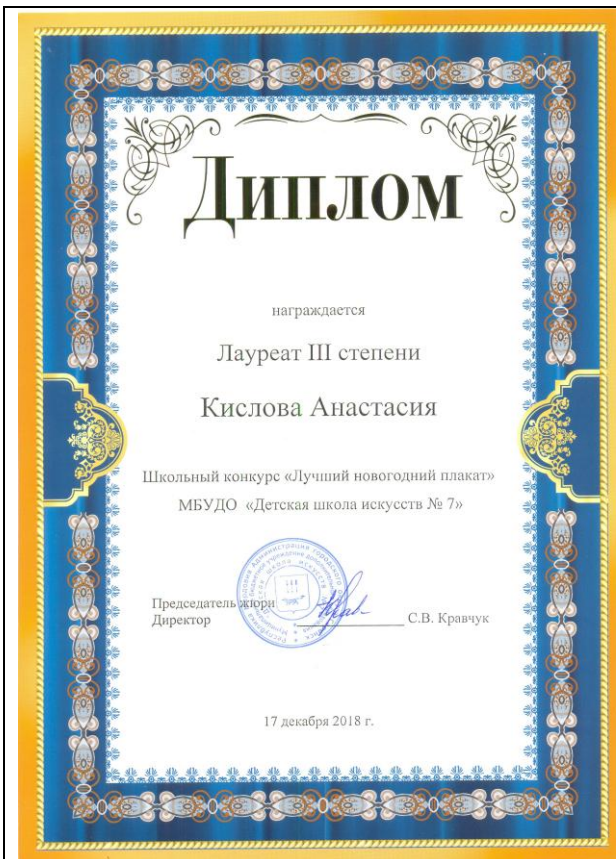 Диплом
награждается
Лауреат III степени
Кислова Анастасия
Школьный конкурс «Лучший новогодний плакат»
МБУДО «Детская школа искусств № 7»
Председатель жюри
Директор С.В. Кравчук
17 декабря 2018 г.